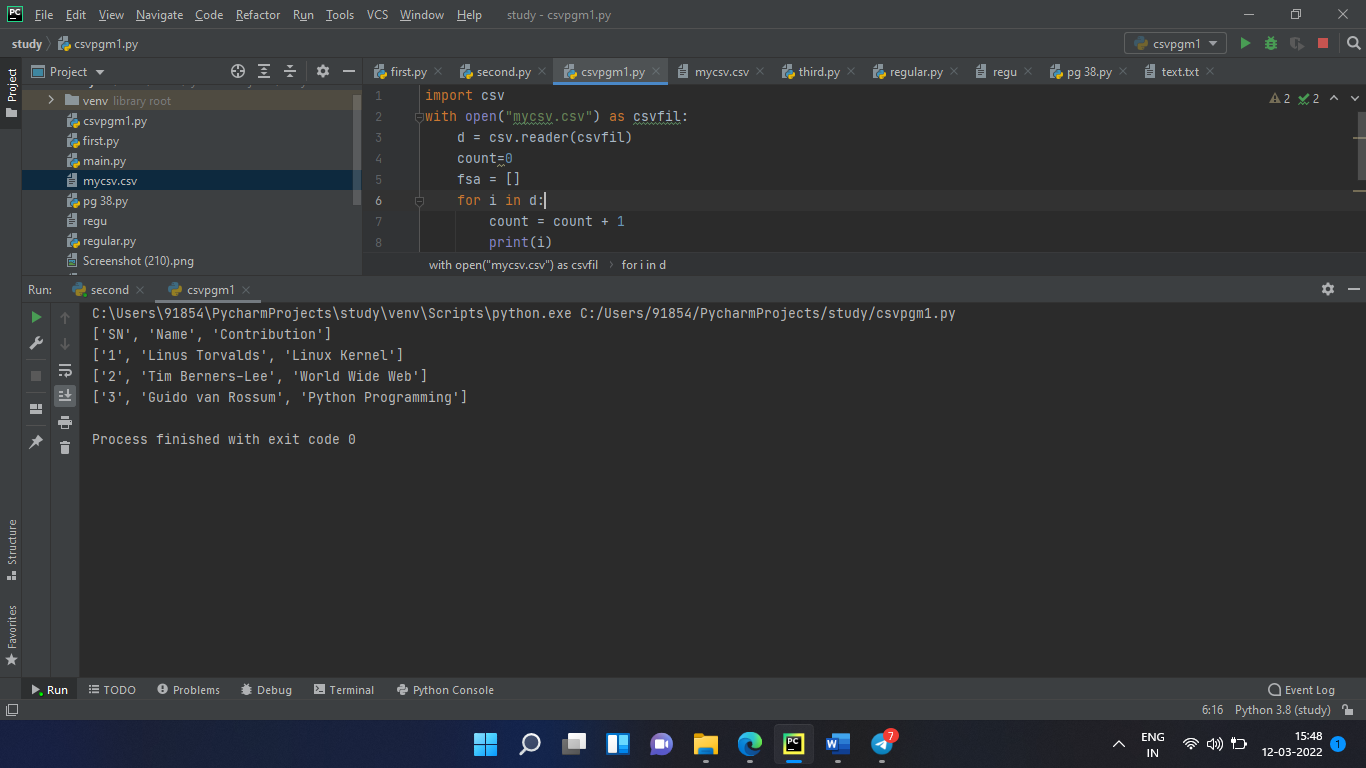 PC File Edit View Navigate Code Refactor Run Tools VCS Window Help study - csvpgm1.py
study csvpgm1.py csvpgm1
Project Project first.py second.py csvpgm1.py mycsv.csv third.py regular.py regu pg 38.py text.txt
venv library root
csvpgm1.py
first.py
main.py
mycsv.csv
pg 38.py
regu
regular.py
Screenshot (210).png
2 2
1 import csv
2 with open("mycsv.csv") as csvfil:
3 d = csv.reader(csvfil)
4 count=0
5 fsa = []
6 for i in d:
7 count = count + 1
8 print(i)
with open("mycsv.csv") as csvfil for i in d
Run: second csvpgm1
C:\Users\91854\PycharmProjects\study\venv\Scripts\python.exe C:/Users/91854/PycharmProjects/study/csvpgm1.py
['SN', 'Name', 'Contribution']
['1', 'Linus Torvalds', 'Linux Kernel']
['2', 'Tim Berners-Lee', 'World Wide Web']
['3', 'Guido van Rossum', 'Python Programming']
Process finished with exit code 0
Structure
Favorites
Run TODO Problems Debug Terminal Python Console Event Log
6:16 Python 3.8 (study)
PC W 7
ENG
IN
15:48
12-03-2022
1